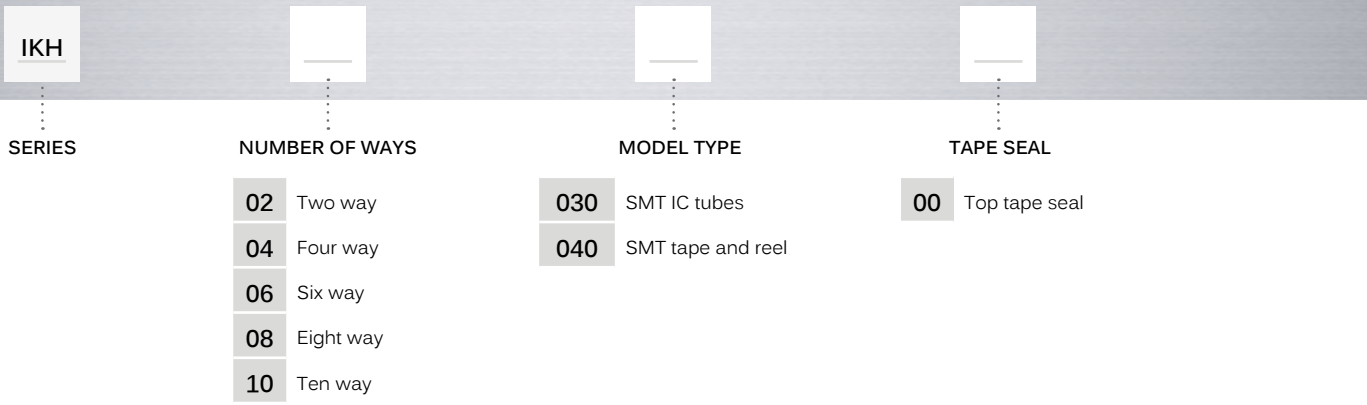 IKH
SERIES
NUMBER OF WAYS
MODEL TYPE
TAPE SEAL
02 Two way
04 Four way
06 Six way
08 Eight way
10 Ten way
030 SMT IC tubes
040 SMT tape and reel
00 Top tape seal